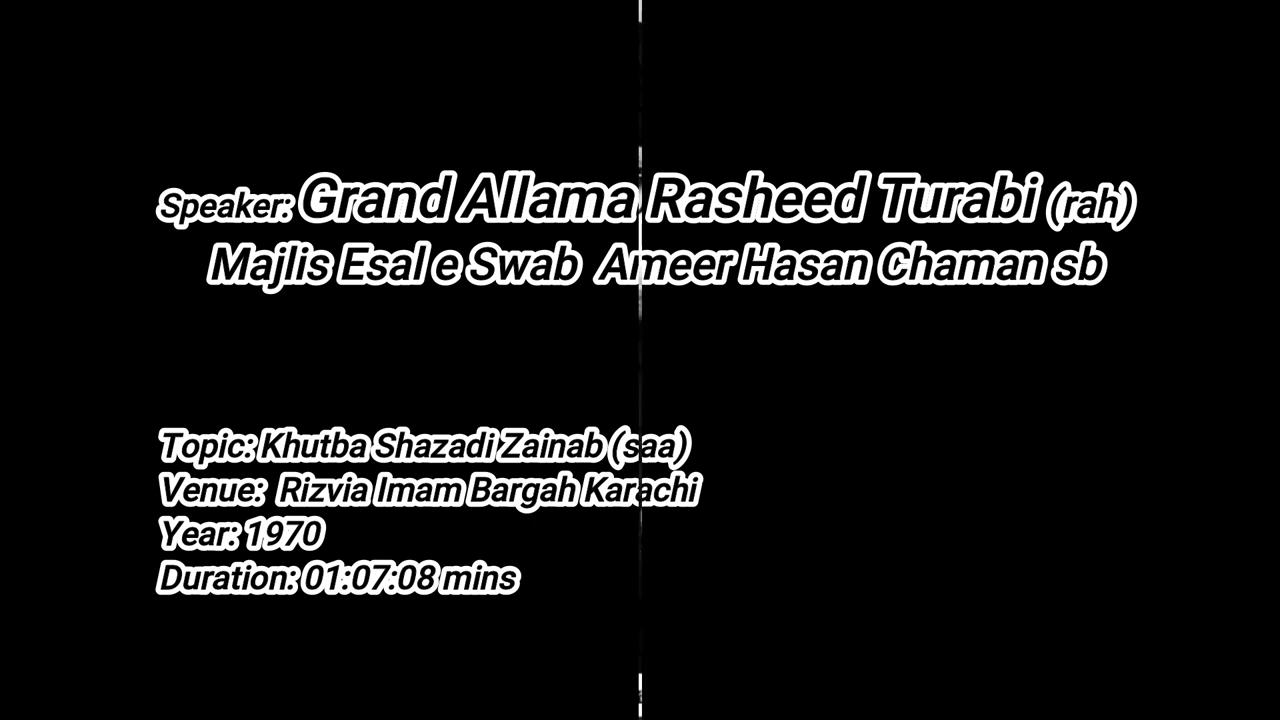 Speaker: Grand Allama Rasheed Turabi (rah)
Majlis Esal e Swab Ameer Hasan Chaman sb
Topic: Khutba Shazadi Zainab (saa)
Venue: Rizvia Imam Bargah Karachi
Year: 1970
Duration: 01:07:08 mins